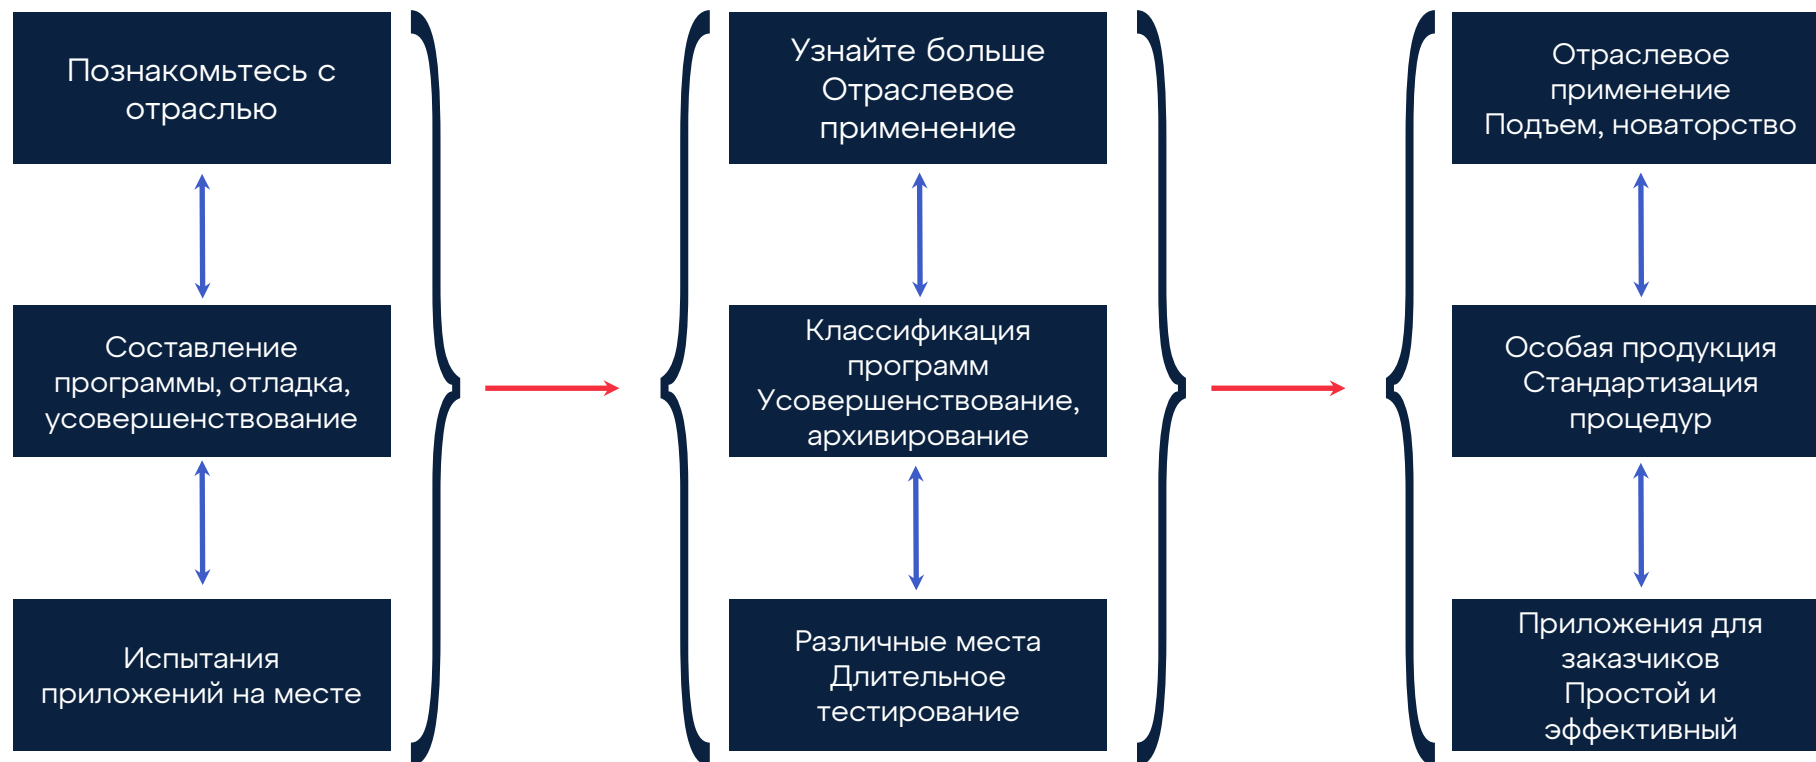 Познакомьтесь с
отраслью
Составление
программы, отладка,
усовершенствование
Испытания
приложений на месте
Узнайте больше
Отраслевое
применение
Классификация
программ
Усовершенствование,
архивирование
Различные места
Длительное
тестирование
Отраслевое
применение
Подъем, новаторство
Особая продукция
Стандартизация
процедур
Приложения для
заказчиков
Простой и
эффективный